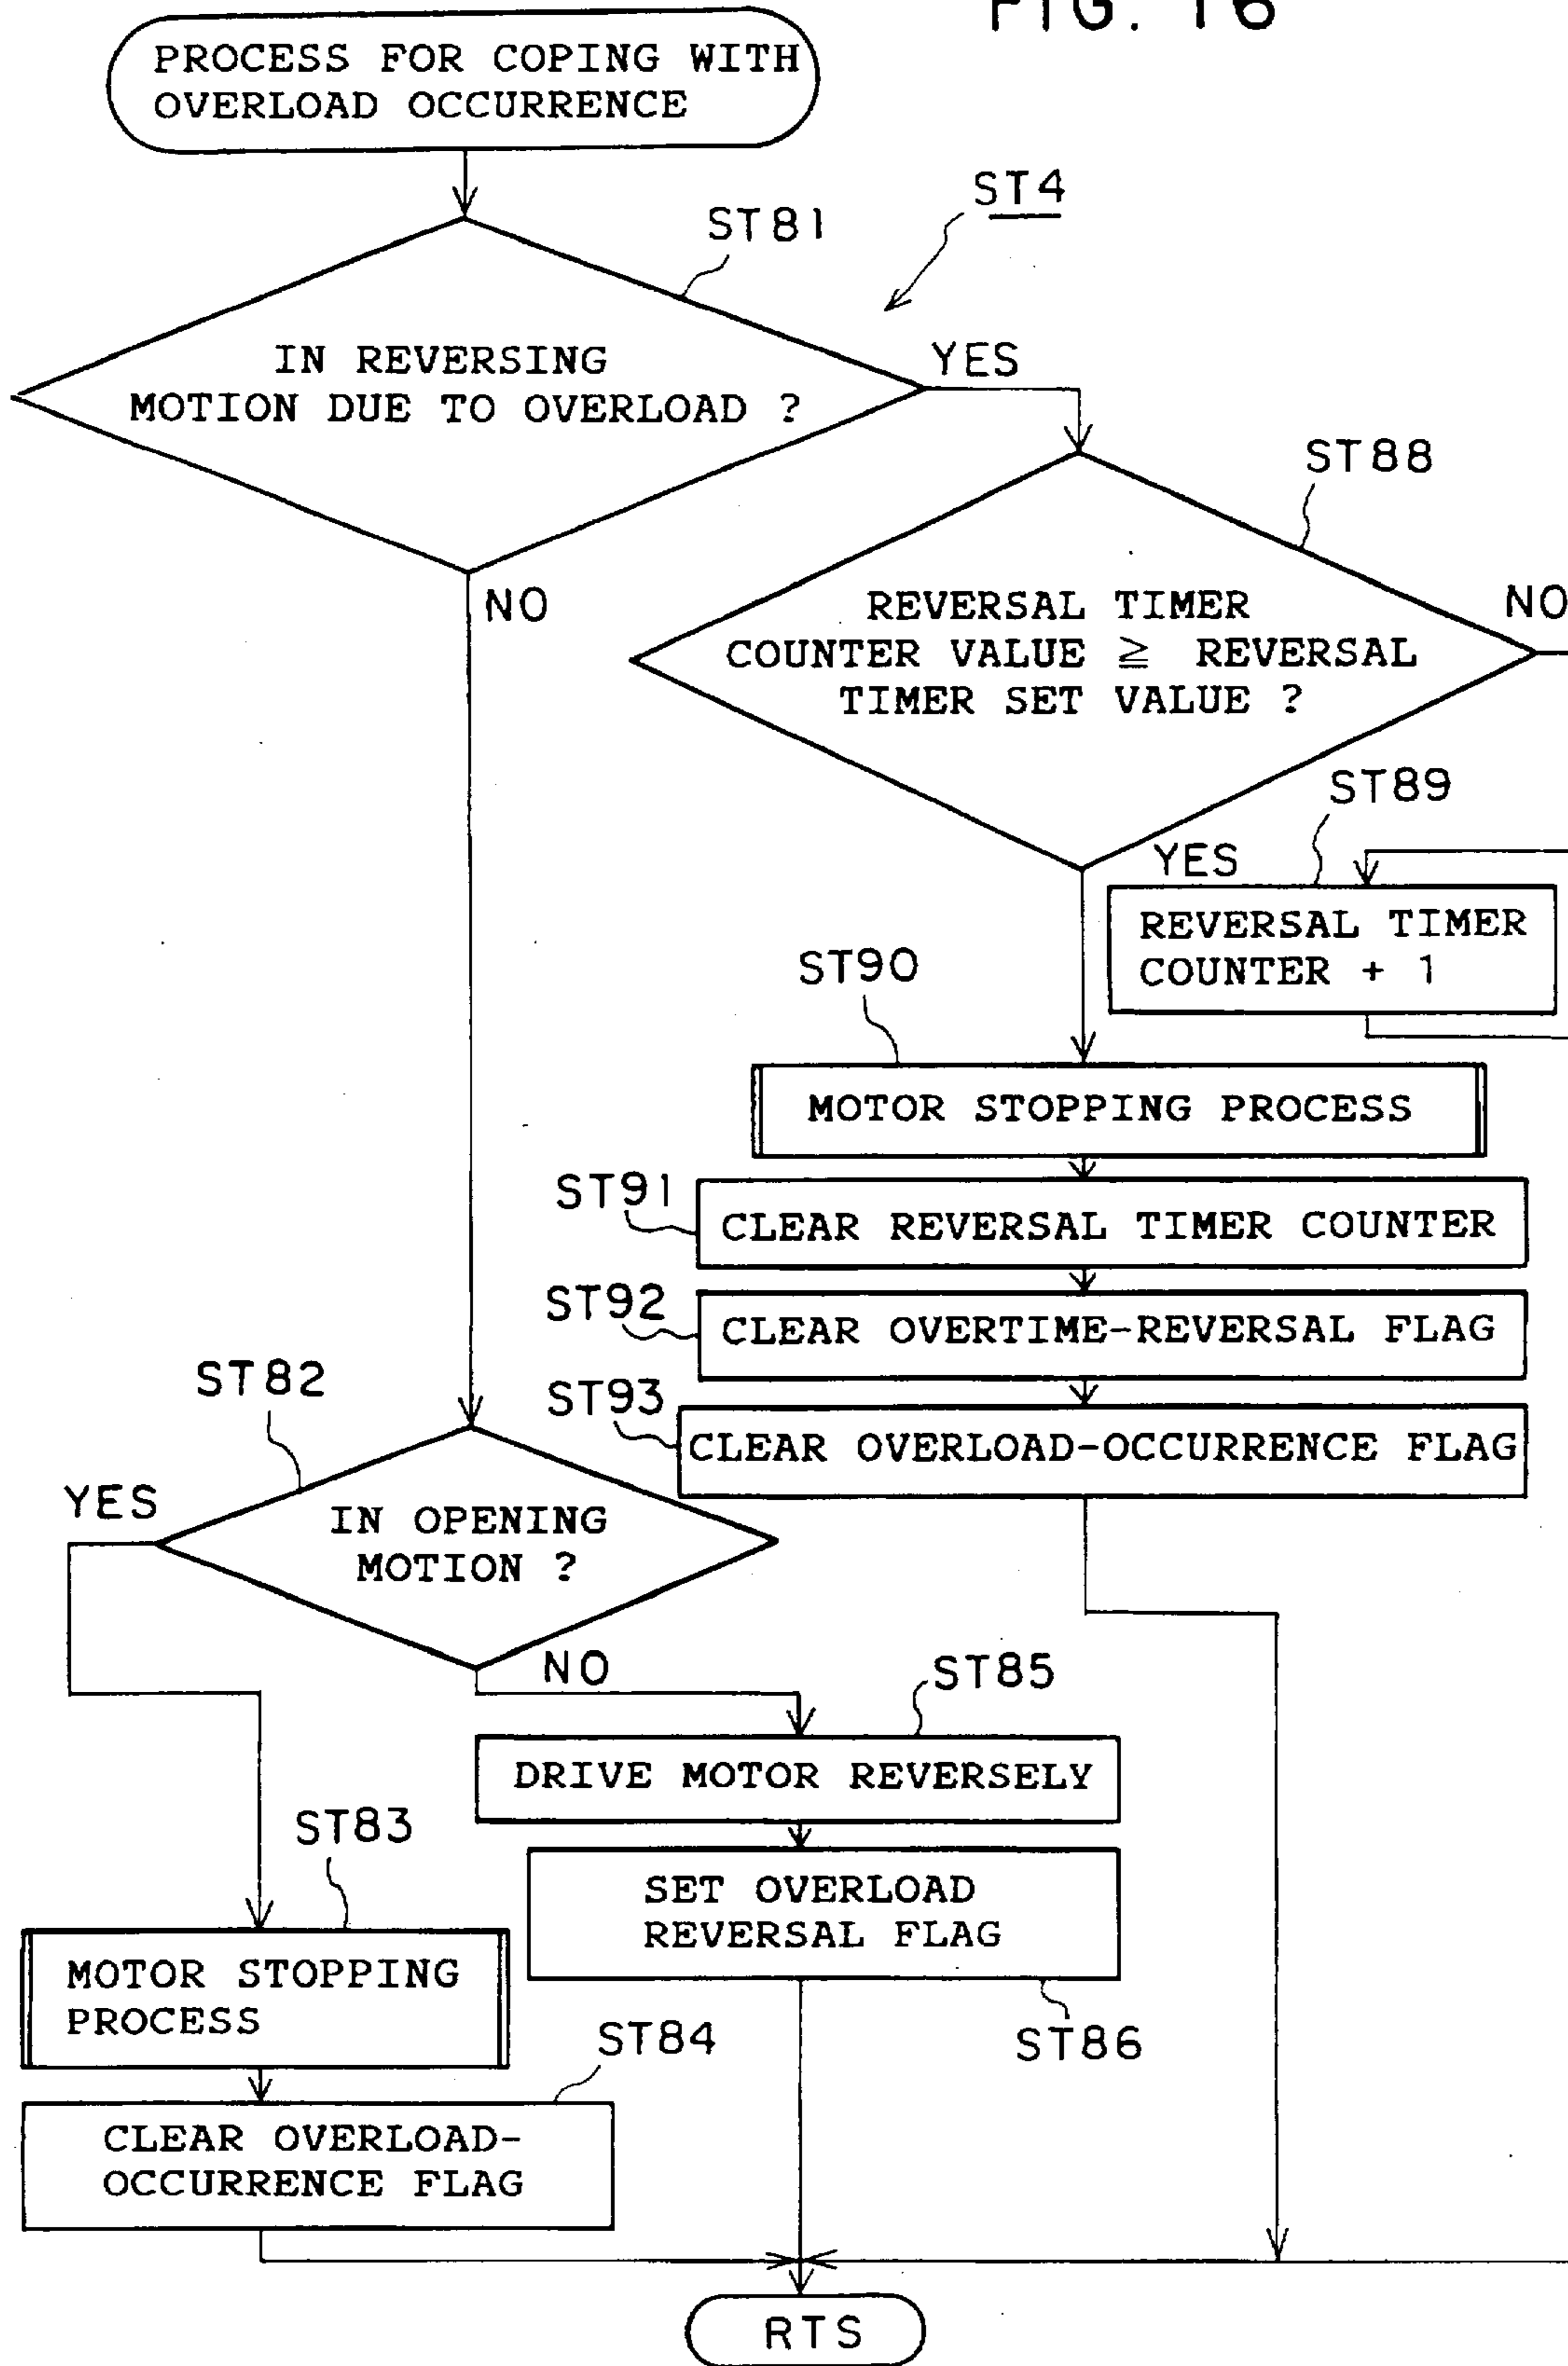 FIG. 16
PROCESS FOR COPING WITH
OVERLOAD OCCURRENCE
ST4
ST81
IN REVERSING
MOTION DUE TO OVERLOAD ?
YES
NO
ST88
REVERSAL TIMER
COUNTER VALUE ≧ REVERSAL
TIMER SET VALUE ?
NO
YES
ST89
REVERSAL TIMER
COUNTER + 1
ST90
MOTOR STOPPING PROCESS
ST91
CLEAR REVERSAL TIMER COUNTER
ST92
CLEAR OVERTIME-REVERSAL FLAG
ST93
CLEAR OVERLOAD-OCCURRENCE FLAG
ST82
YES
IN OPENING
MOTION ?
NO
ST85
DRIVE MOTOR REVERSELY
ST83
SET OVERLOAD
REVERSAL FLAG
MOTOR STOPPING
PROCESS
ST86
ST84
CLEAR OVERLOAD-
OCCURRENCE FLAG
RTS